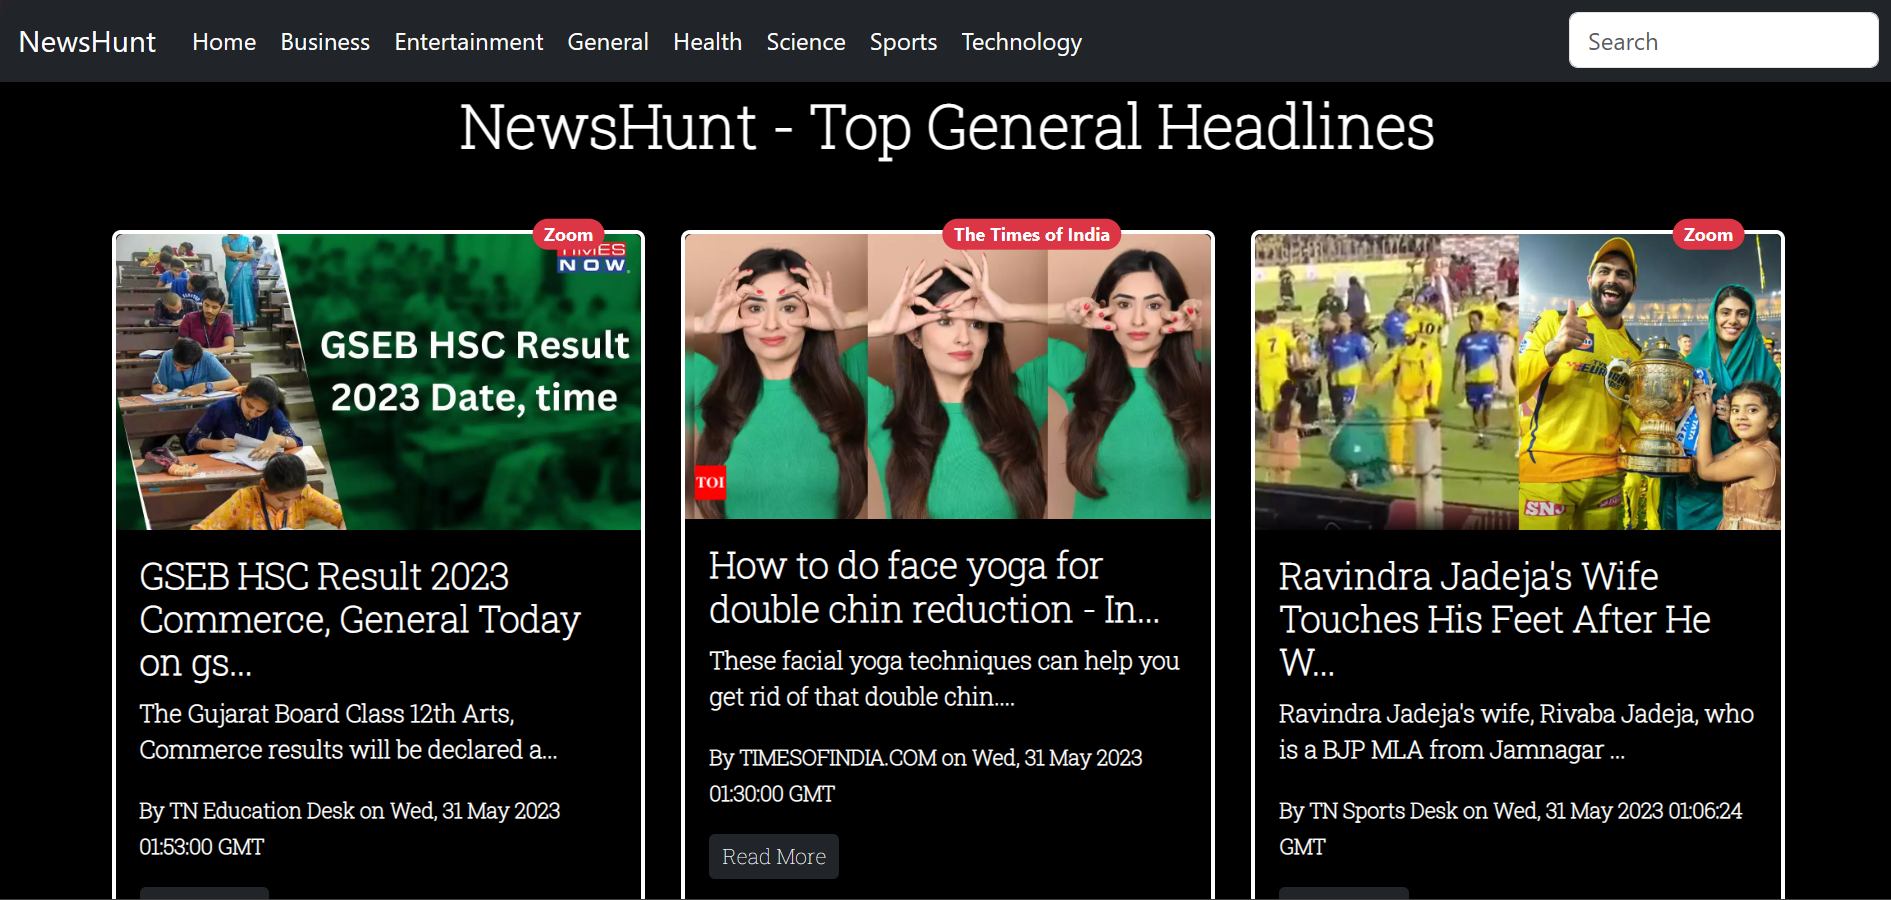 NewsHunt Home Business Entertainment General Health Science Sports Technology Search
NewsHunt - Top General Headlines
Zoom
TIMES
NOW
GSEB HSC Result
2023 Date, time
GSEB HSC Result 2023
Commerce, General Today
on gs...
The Gujarat Board Class 12th Arts,
Commerce results will be declared a...
By TN Education Desk on Wed, 31 May 2023
01:53:00 GMT
The Times of India
TOI
How to do face yoga for
double chin reduction - In...
These facial yoga techniques can help you
get rid of that double chin....
By TIMESOFINDIA.COM on Wed, 31 May 2023
01:30:00 GMT
Read More
Zoom
7
10
SNJ
Ravindra Jadeja's Wife
Touches His Feet After He
W...
Ravindra Jadeja's wife, Rivaba Jadeja, who
is a BJP MLA from Jamnagar ...
By TN Sports Desk on Wed, 31 May 2023 01:06:24
GMT